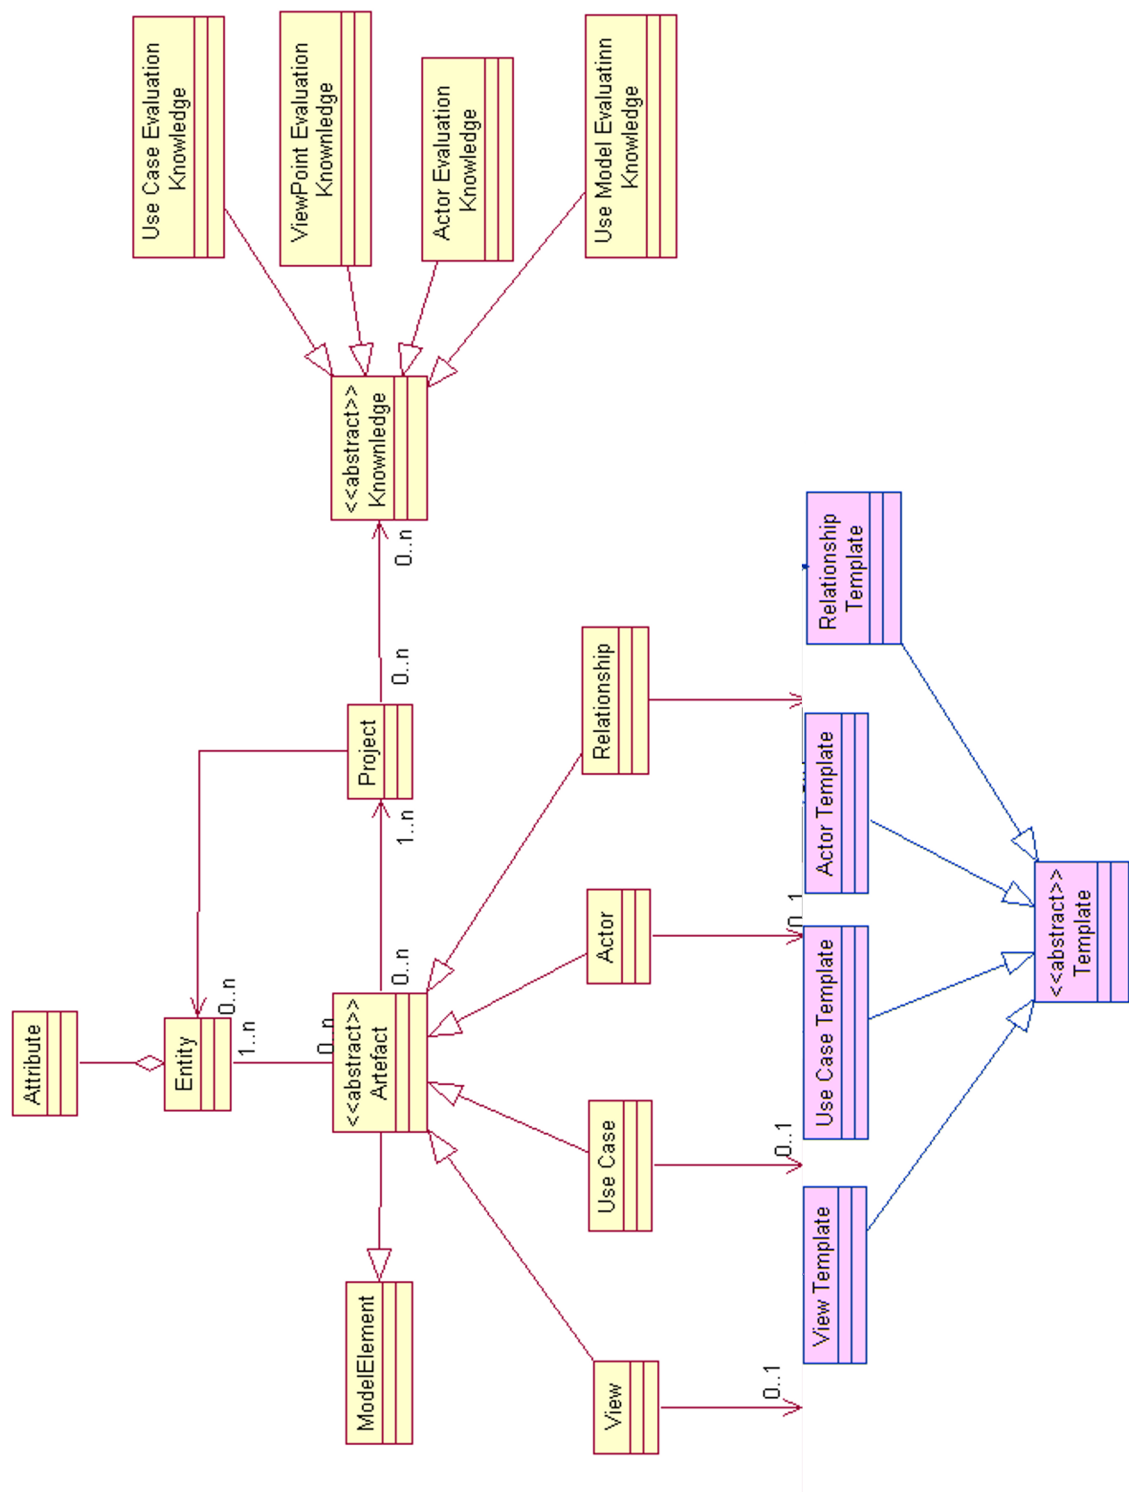 Attribute
Use Case Evaluation
Knowledge
Entity
0..n
1..n
ViewPoint Evaluation
Knownledge
0..n
ModelElement
<<abstract>>
Artefact
0..n
1..n
Project
0..n
0..n
<<abstract>>
Knownledge
Actor Evaluation
Knowledge
Use Model Evaluatinn
Knowledge
View
Use Case
Actor
Relationship
0..1
0..1
0..1
View Template
Use Case Template
Actor Template
Relationship
Template
<<abstract>>
Template